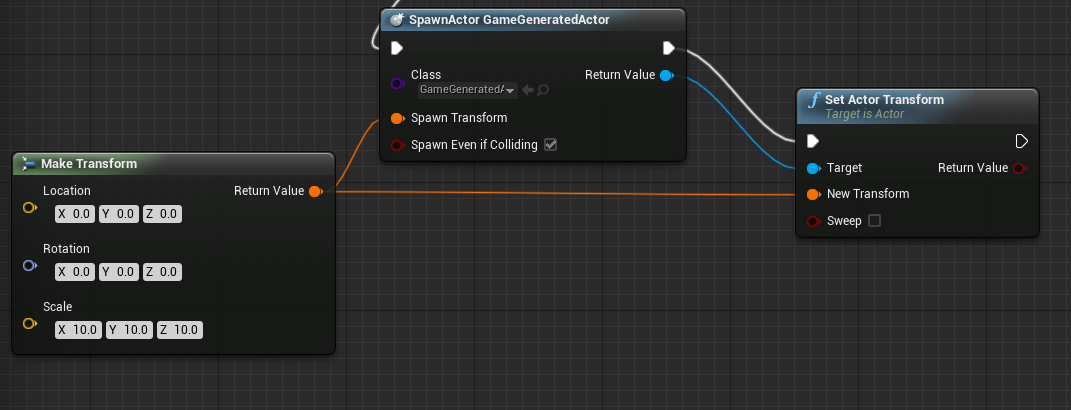 SpawnActor GameGeneratedActor
Class
GameGeneratedA
Return Value
Spawn Transform
Spawn Even if Colliding
Make Transform
Location
Return Value
X 0.0 Y 0.0 Z 0.0
Rotation
X 0.0 Y 0.0 Z 0.0
Scale
X 10.0 Y 10.0 Z 10.0
f Set Actor Transform
Target is Actor
Target
Return Value
New Transform
Sweep